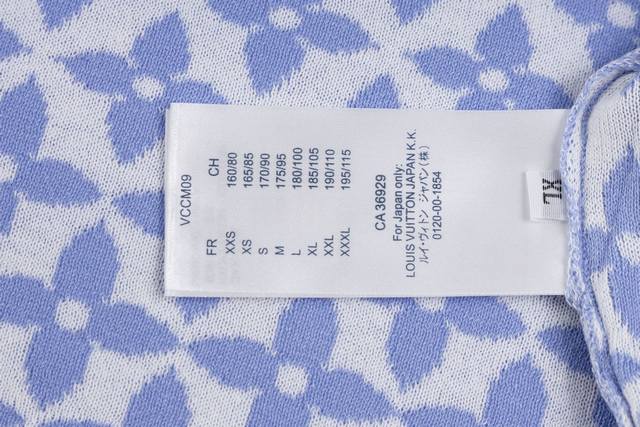 VCCM09
FR CH
XXS 160/80
XS 165/85
S 170/90
M 175/95
L 180/100
XL 185/105
XXL 190/110
XXXL 195/115
CA 36929
For Japan only:
LOUIS VUITTON JAPAN K.K.
ルイ・ヴィトン ジャパン(株)
0120-00-1854
XL